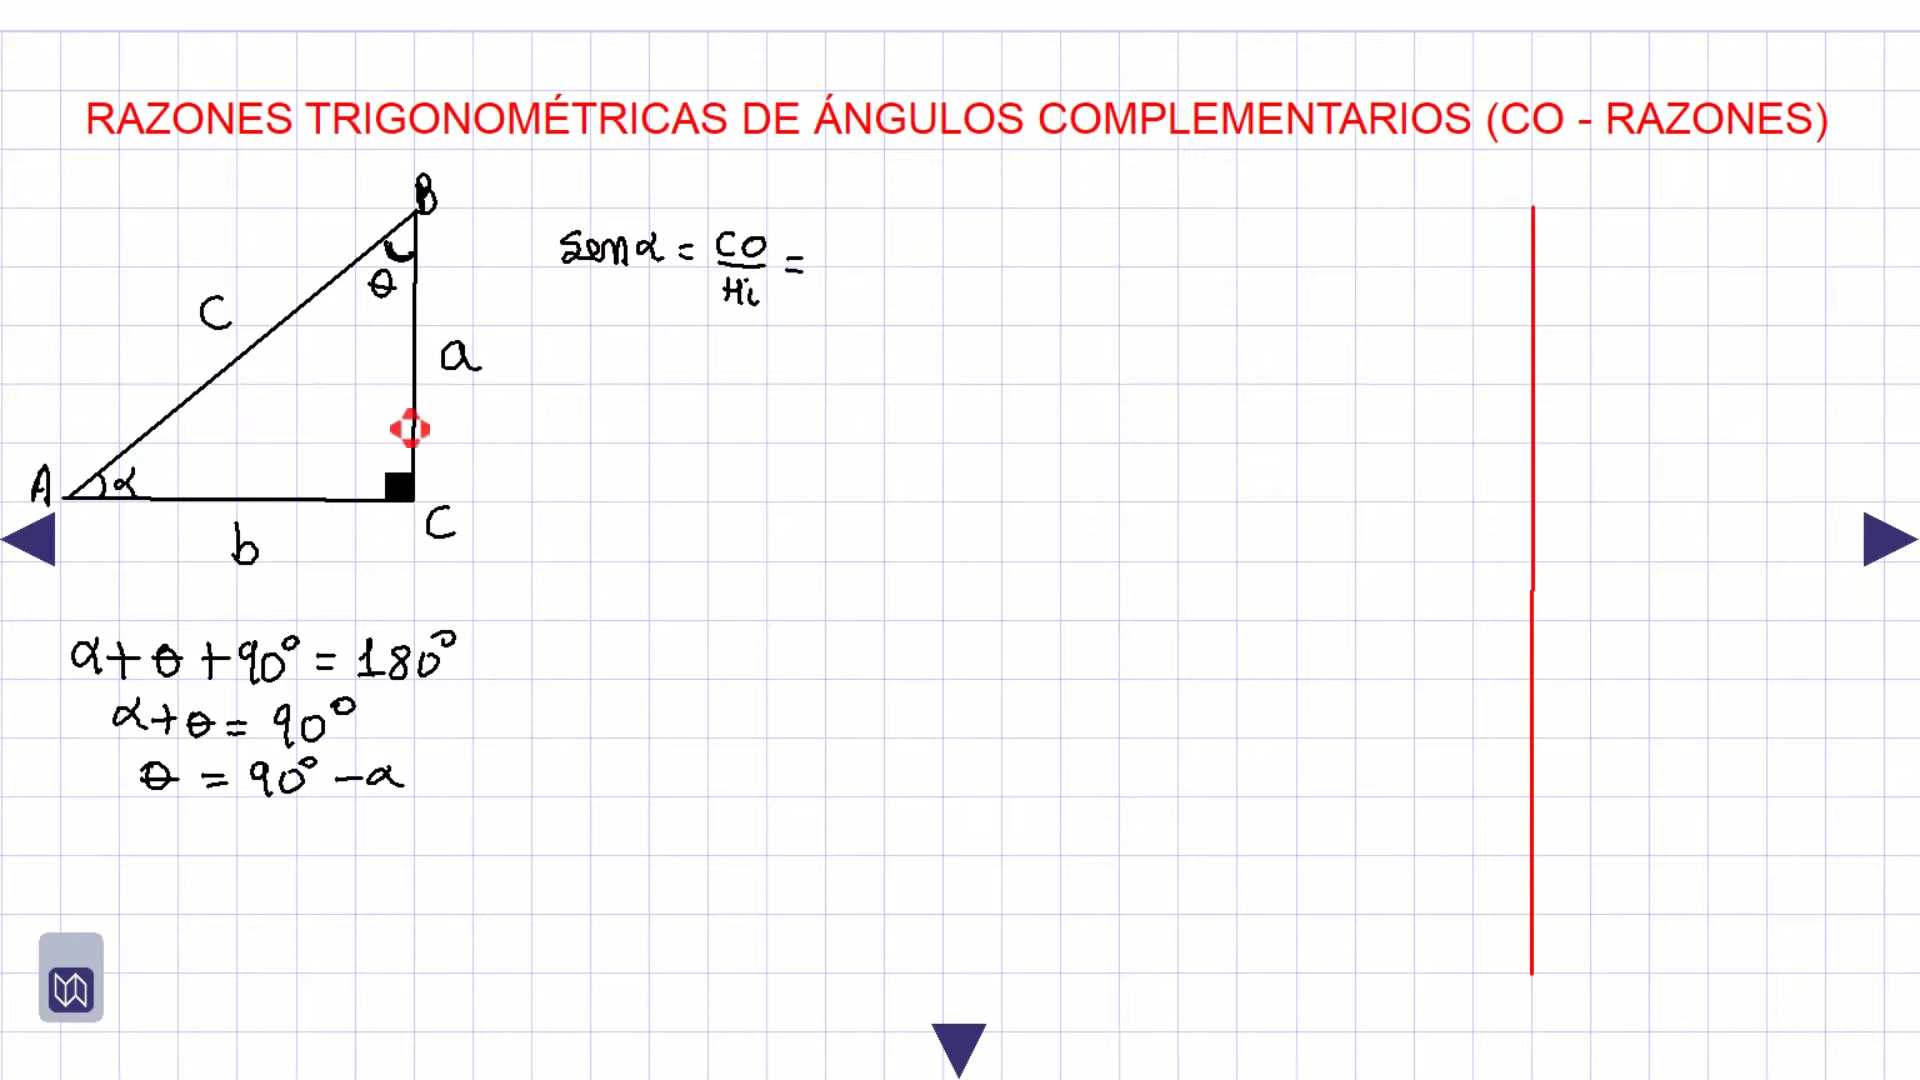 RAZONES TRIGONOMÉTRICAS DE ÁNGULOS COMPLEMENTARIOS (CO - RAZONES)
B
θ
C
a
A
α
C
b
Sen α = CO/Hi =
α + θ + 90° = 180°
α + θ = 90°
θ = 90° - α